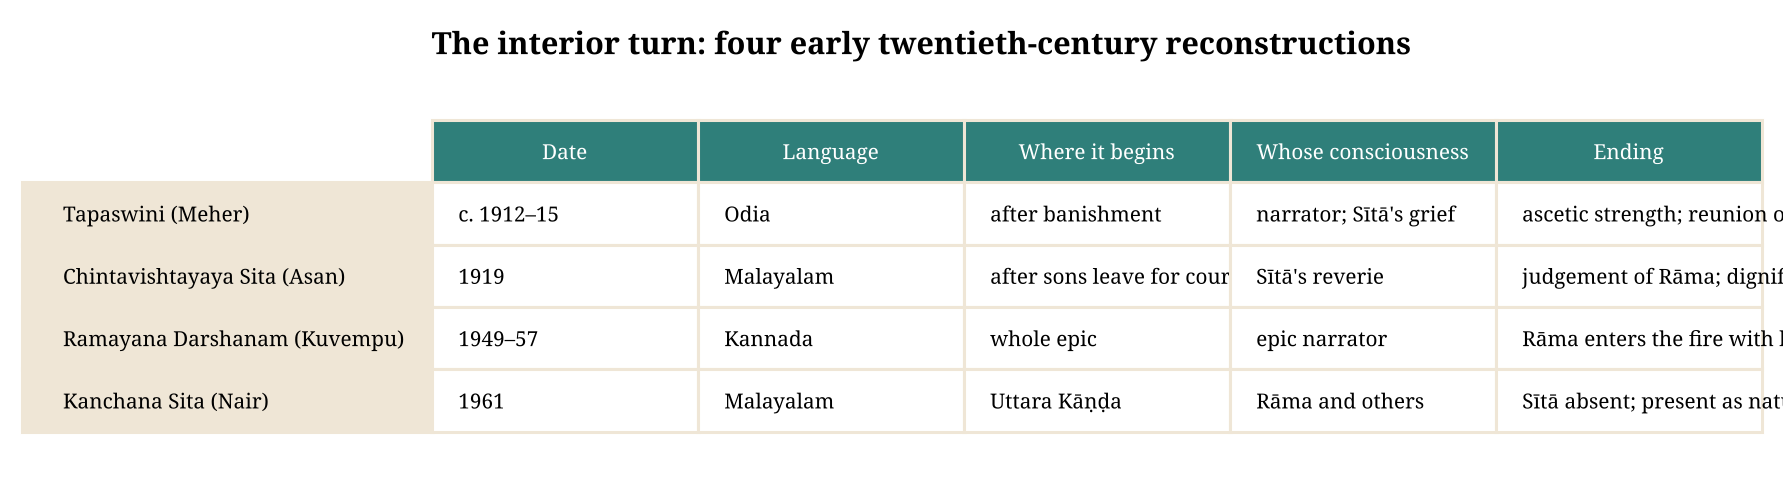 The interior turn: four early twentieth-century reconstructions
Date Language Where it begins Whose consciousness Ending
Tapaswini (Meher) c. 1912–15 Odia after banishment narrator; Sītā's grief ascetic strength; reunion
Chintavishtayaya Sita (Asan) 1919 Malayalam after sons leave for Sītā's reverie judgement of Rāma;
Ramayana Darshanam (Kuvempu) 1949–57 Kannada whole epic epic narrator Rāma enters the fire with
Kanchana Sita (Nair) 1961 Malayalam Uttara Kāṇḍa Rāma and others Sītā absent; present as